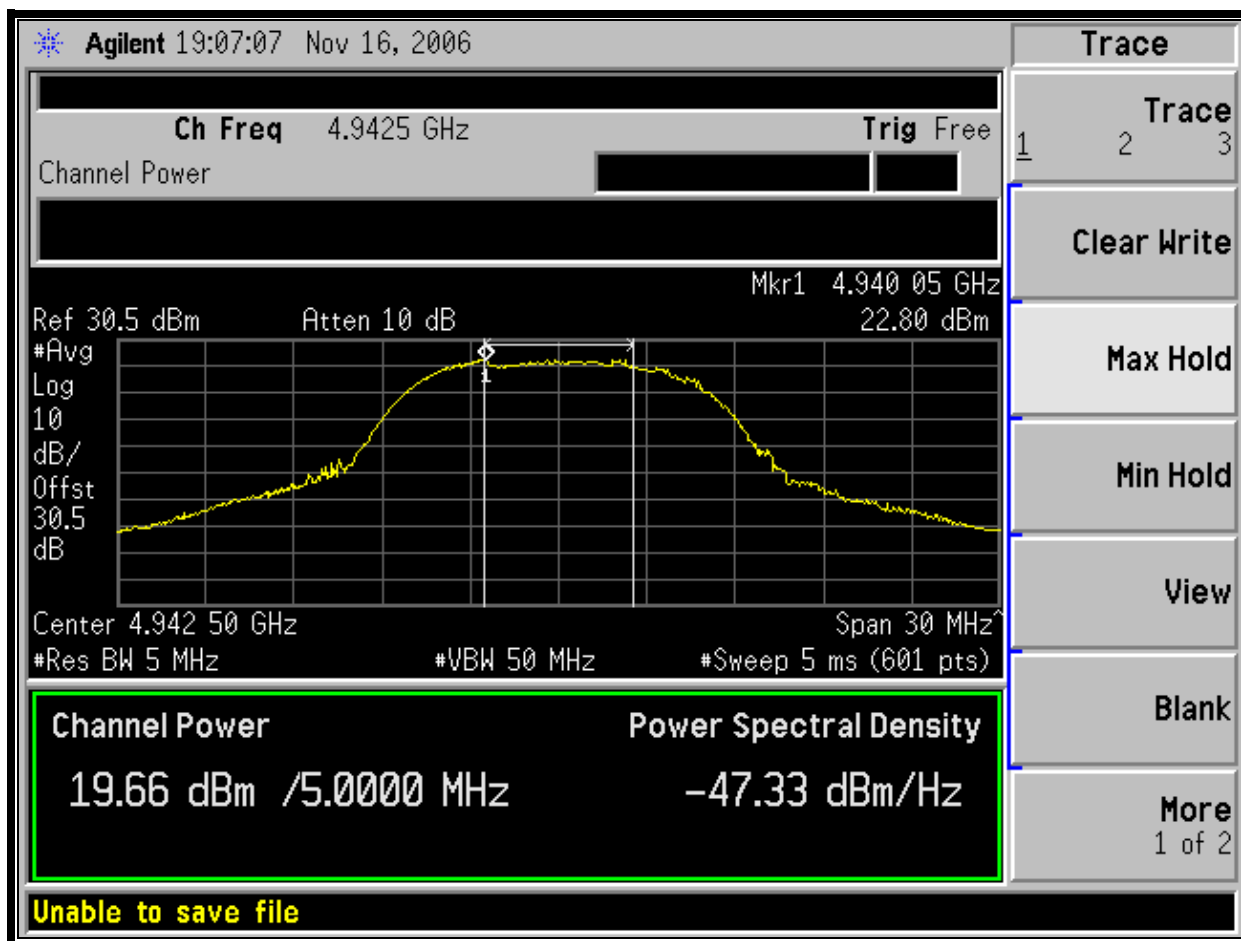 Agilent 19:07:07 Nov 16, 2006
Trace
Ch Freq 4.9425 GHz
Trig Free
Channel Power
Trace
1 2 3
Clear Write
Max Hold
Min Hold
View
Blank
More
1 of 2
Mkr1 4.940 05 GHz
Ref 30.5 dBm
Atten 10 dB
22.80 dBm
#Avg
Log
10
dB/
Offst
30.5
dB
1
Center 4.942 50 GHz
Span 30 MHz^
#Res BW 5 MHz
#VBW 50 MHz
#Sweep 5 ms (601 pts)
Channel Power
Power Spectral Density
19.66 dBm /5.0000 MHz
-47.33 dBm/Hz
Unable to save file